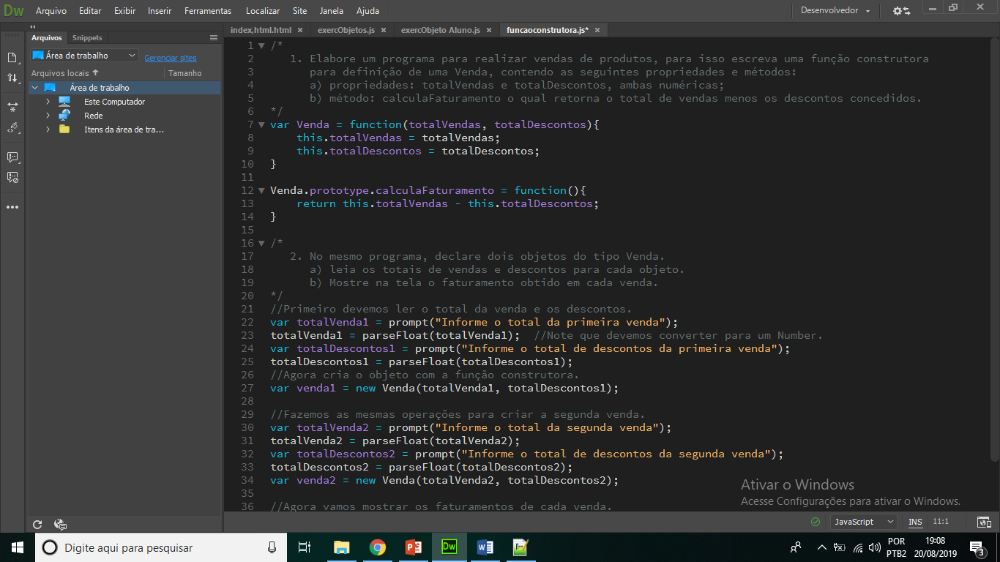 Dw Arquivo Editar Exibir Inserir Ferramentas Localizar Site Janela Ajuda Desenvolvedor
Arquivos Snippets
Área de trabalho Gerenciar sites
Arquivos locais Tamanho
Área de trabalho
Este Computador
Rede
Itens da área de tra...
index,html.html exercObjetos.js exercObjeto Aluno.js funcaoconstrutora.js*
1 /*
2 1. Elabore um programa para realizar vendas de produtos, para isso escreva uma função construtora
3 para definição de uma Venda, contendo as seguintes propriedades e métodos:
4 a) propriedades: totalVendas e totalDescontos, ambas numéricas;
5 b) método: calculaFaturamento o qual retorna o total de vendas menos os descontos concedidos.
6 */
7 var Venda = function(totalVendas, totalDescontos){
8 this.totalVendas = totalVendas;
9 this.totalDescontos = totalDescontos;
10 }
11
12 Venda.prototype.calculaFaturamento = function(){
13 return this.totalVendas - this.totalDescontos;
14 }
15
16 /*
17 2. No mesmo programa, declare dois objetos do tipo Venda.
18 a) leia os totais de vendas e descontos para cada objeto.
19 b) Mostre na tela o faturamento obtido em cada venda.
20 */
21 //Primeiro devemos ler o total da venda e os descontos.
22 var totalVenda1 = prompt("Informe o total da primeira venda");
23 totalVenda1 = parseFloat(totalVenda1); //Note que devemos converter para um Number.
24 var totalDescontos1 = prompt("Informe o total de descontos da primeira venda");
25 totalDescontos1 = parseFloat(totalDescontos1);
26 //Agora cria o objeto com a função construtora.
27 var venda1 = new Venda(totalVenda1, totalDescontos1);
28
29 //Fazemos as mesmas operações para criar a segunda venda.
30 var totalVenda2 = prompt("Informe o total da segunda venda");
31 totalVenda2 = parseFloat(totalVenda2);
32 var totalDescontos2 = prompt("Informe o total de descontos da segunda venda");
33 totalDescontos2 = parseFloat(totalDescontos2);
34 var venda2 = new Venda(totalVenda2, totalDescontos2);
35
36 //Agora vamos mostrar os faturamentos de cada venda.
Ativar o Windows
Acesse Configurações para ativar o Windows.
JavaScript INS 11:1
Digite aqui para pesquisar
Dw
POR
PTB2
19:08
20/08/2019
3